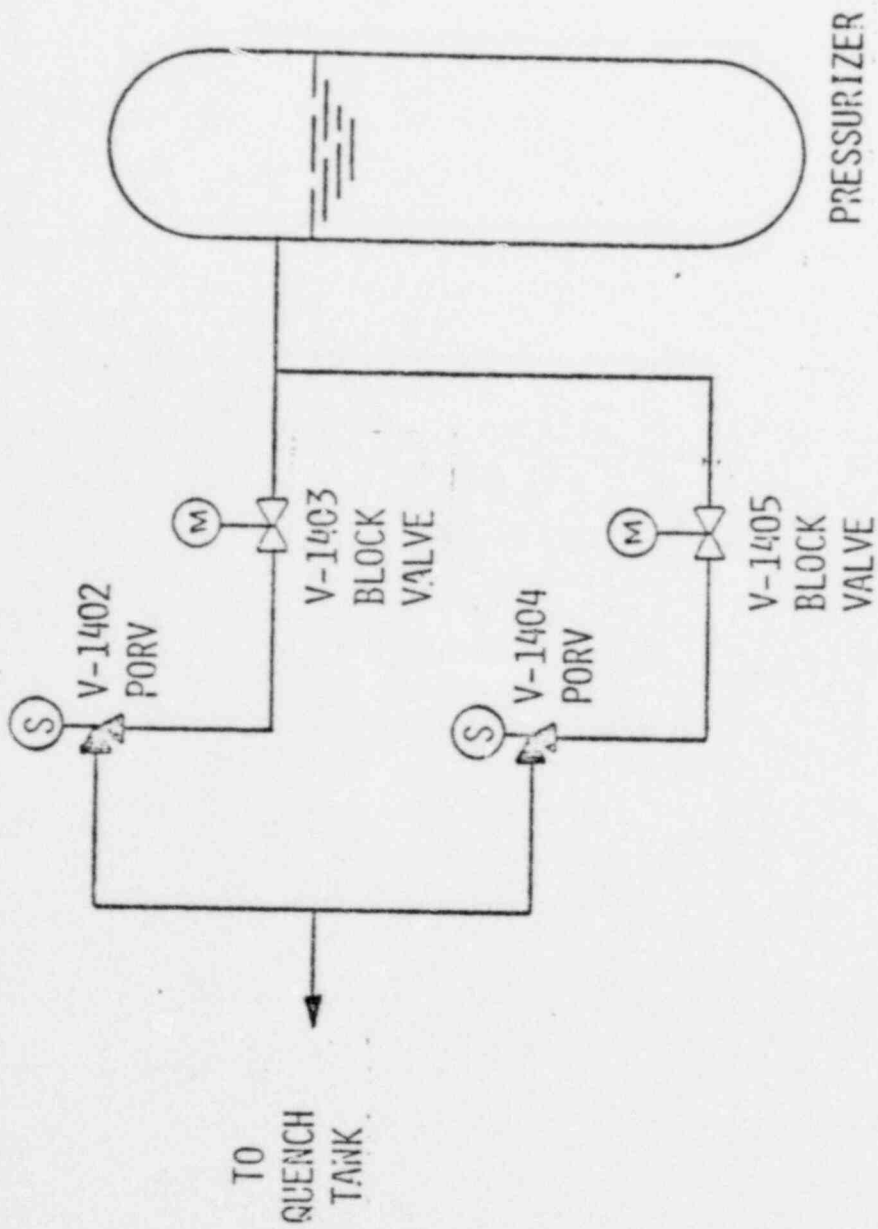 S
V-1402
PORV
M
V-1403
BLOCK
VALVE
S
V-1404
PORV
M
V-1405
BLOCK
VALVE
TO
QUENCH
TANK
PRESSURIZER